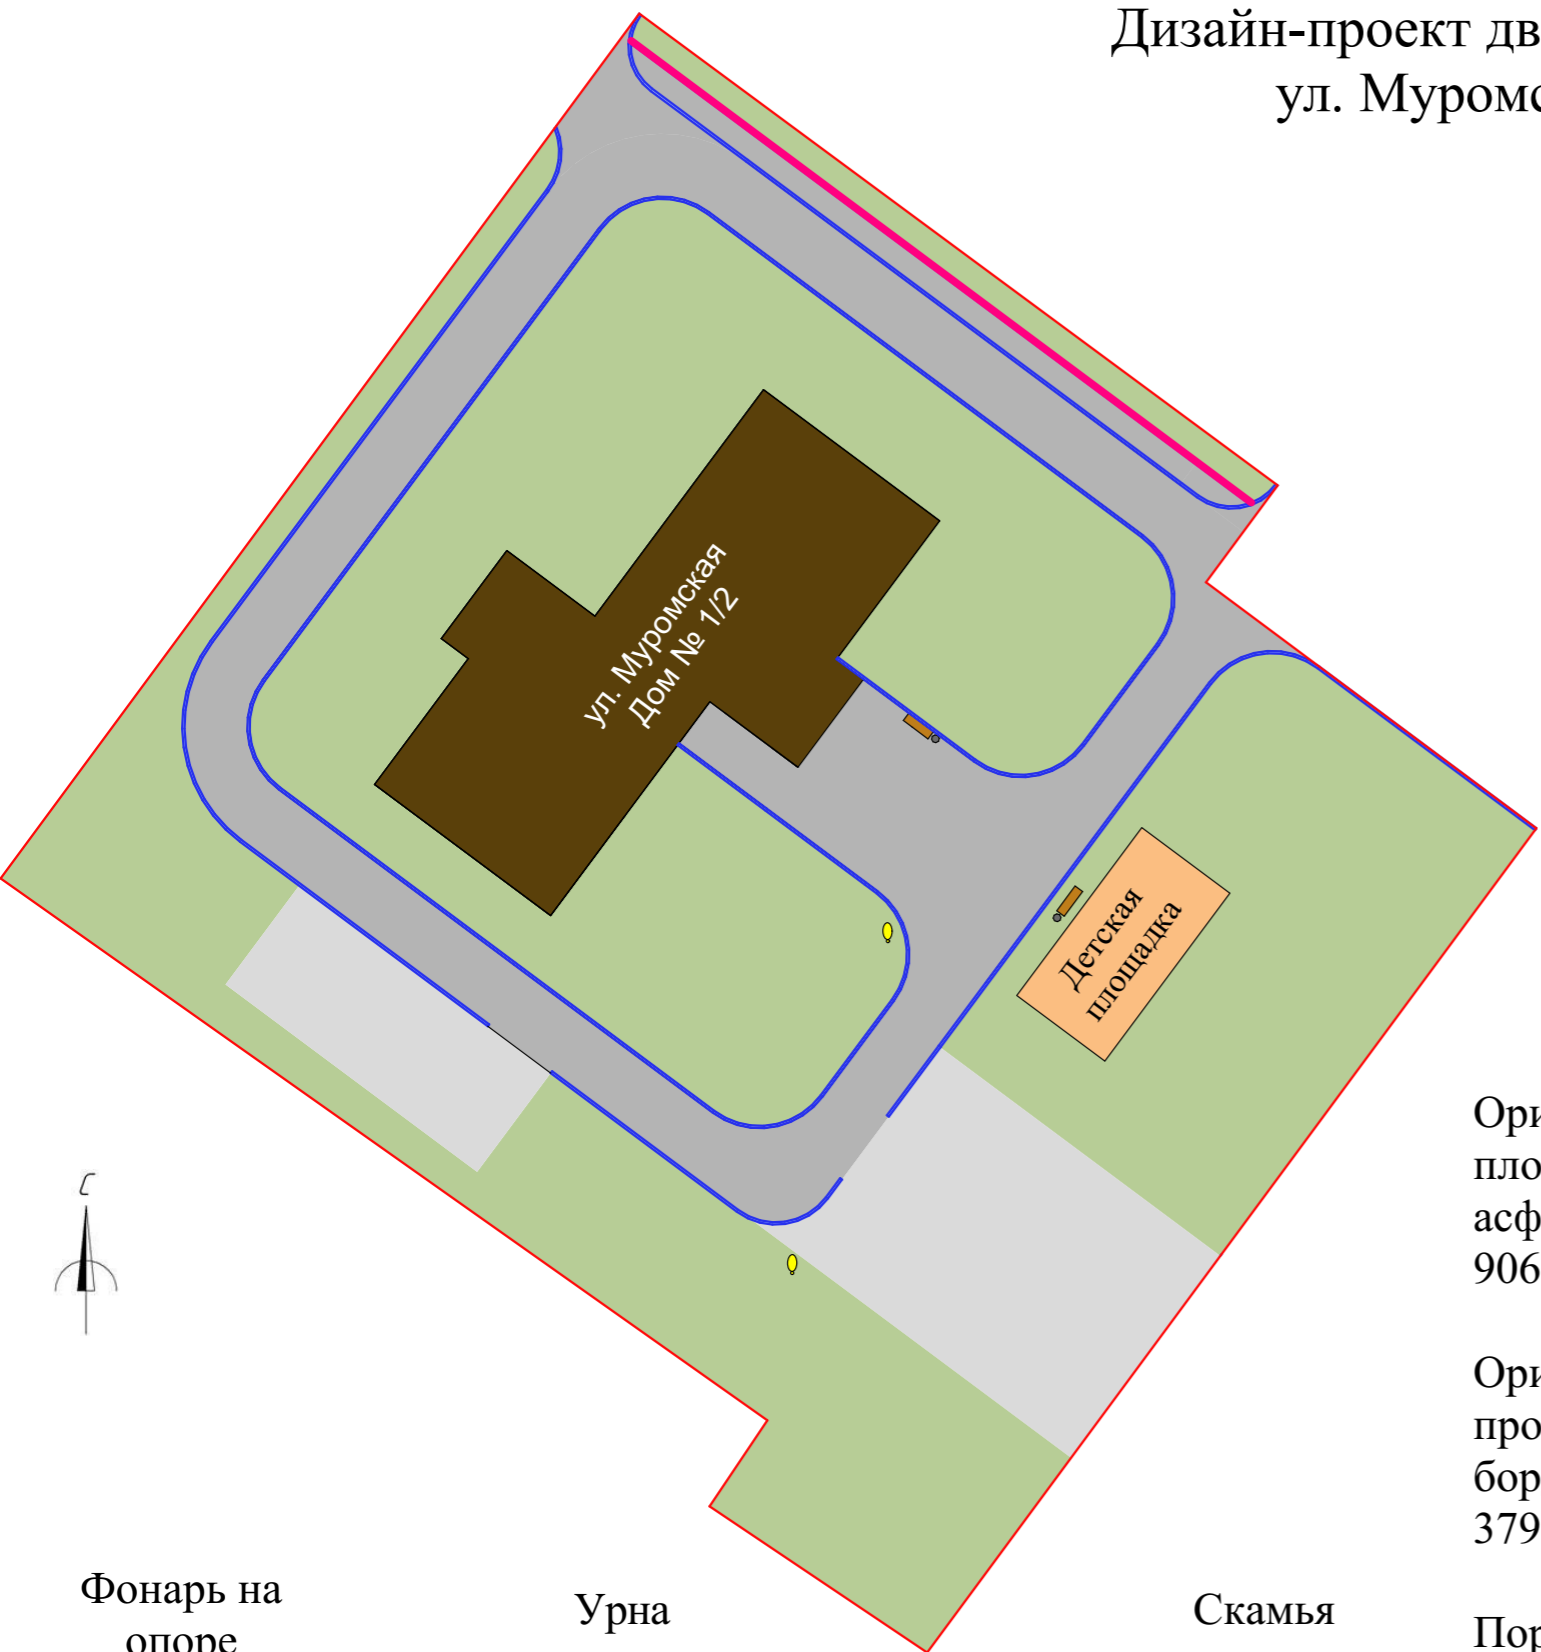 Дизайн-проект дв
ул. Муромс
ул. Муромская
Дом № 1/2
Детская
площадка
С
Ори
пло
асф
906
Ори
про
бор
379
Пор
Фонарь на
опоре
Урна
Скамья